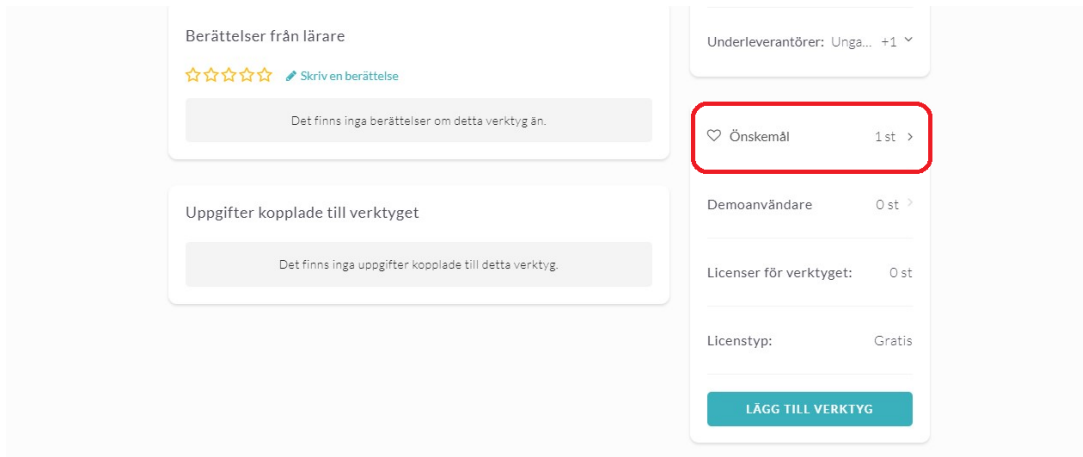 Berättelser från lärare
Skriv en berättelse
Det finns inga berättelser om detta verktyg än.
Uppgifter kopplade till verktyget
Det finns inga uppgifter kopplade till detta verktyg.
Underleverantörer: Unga... +1
Önskemål 1 st
Demoanvändare 0 st
Licenser för verktyget: 0 st
Licenstyp: Gratis
LÄGG TILL VERKTYG